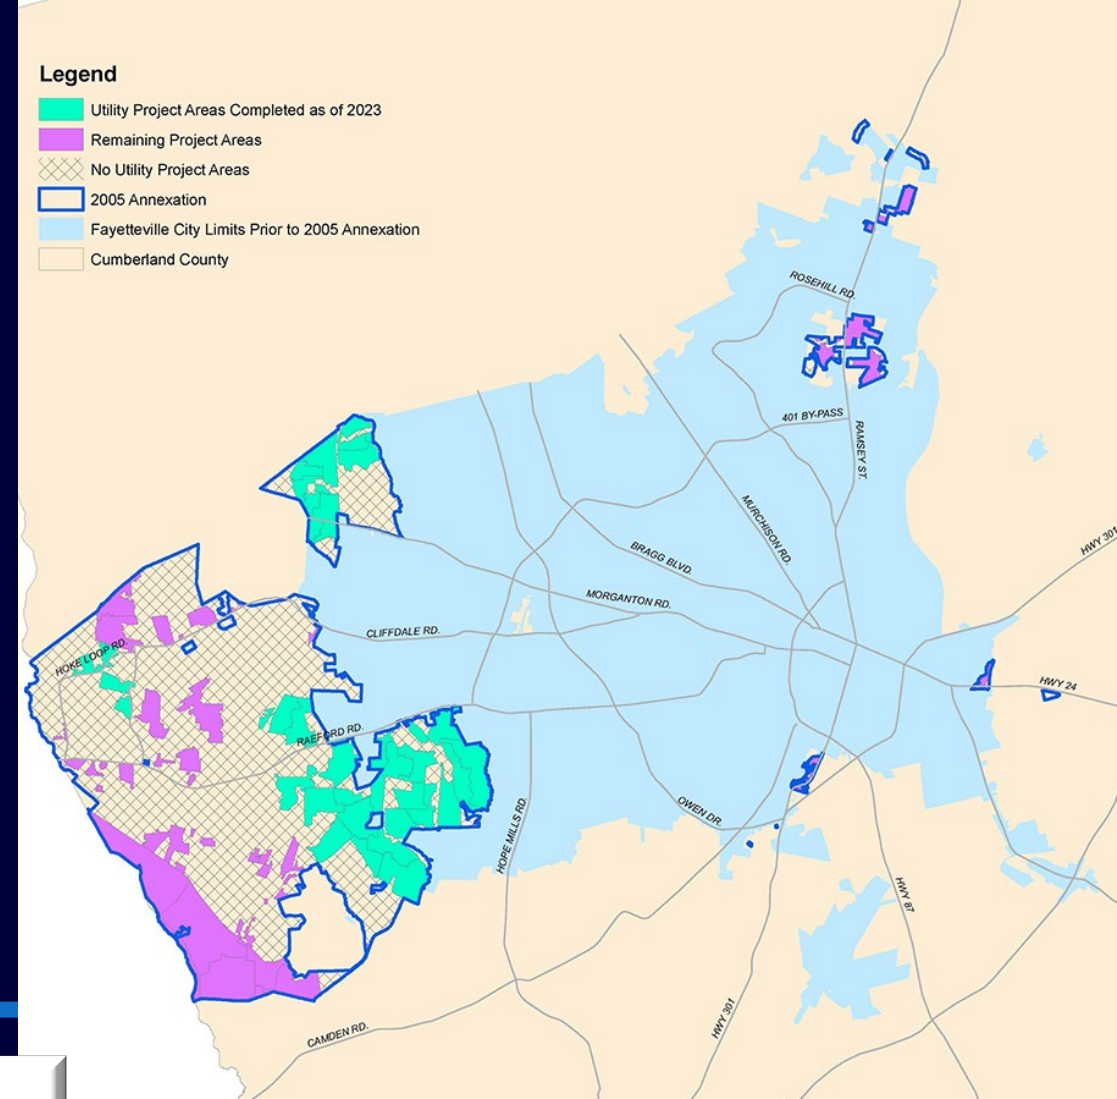 Legend
Utility Project Areas Completed as of 2023
Remaining Project Areas
No Utility Project Areas
2005 Annexation
Fayetteville City Limits Prior to 2005 Annexation
Cumberland County
ROSEHILL RD.
401 BY-PASS
RAMSEY ST.
MURCHISON RD.
HWY 301
BRAGG BLVD.
MORGANTON RD.
CLIFFDALE RD.
HOKE LOOP RD.
HWY 24
RAEFORD RD.
OWEN DR.
HOPE MILLS RD.
HWY 87
HWY 301
CAMDEN RD.